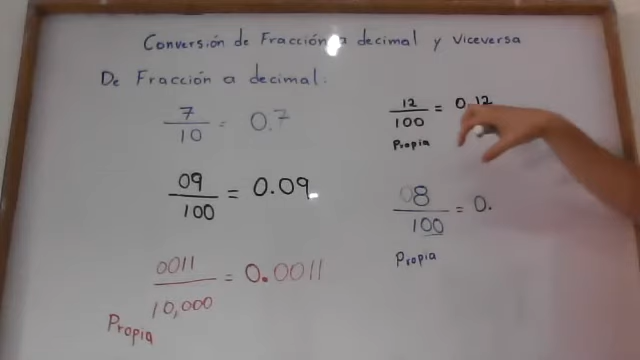 Conversión de Fracción a decimal y viceversa
De Fracción a decimal:
7/10 = 0.7
09/100 = 0.09
0011/10,000 = 0.0011
Propia
12/100 = 0.12
Propia
08/100 = 0.
Propia